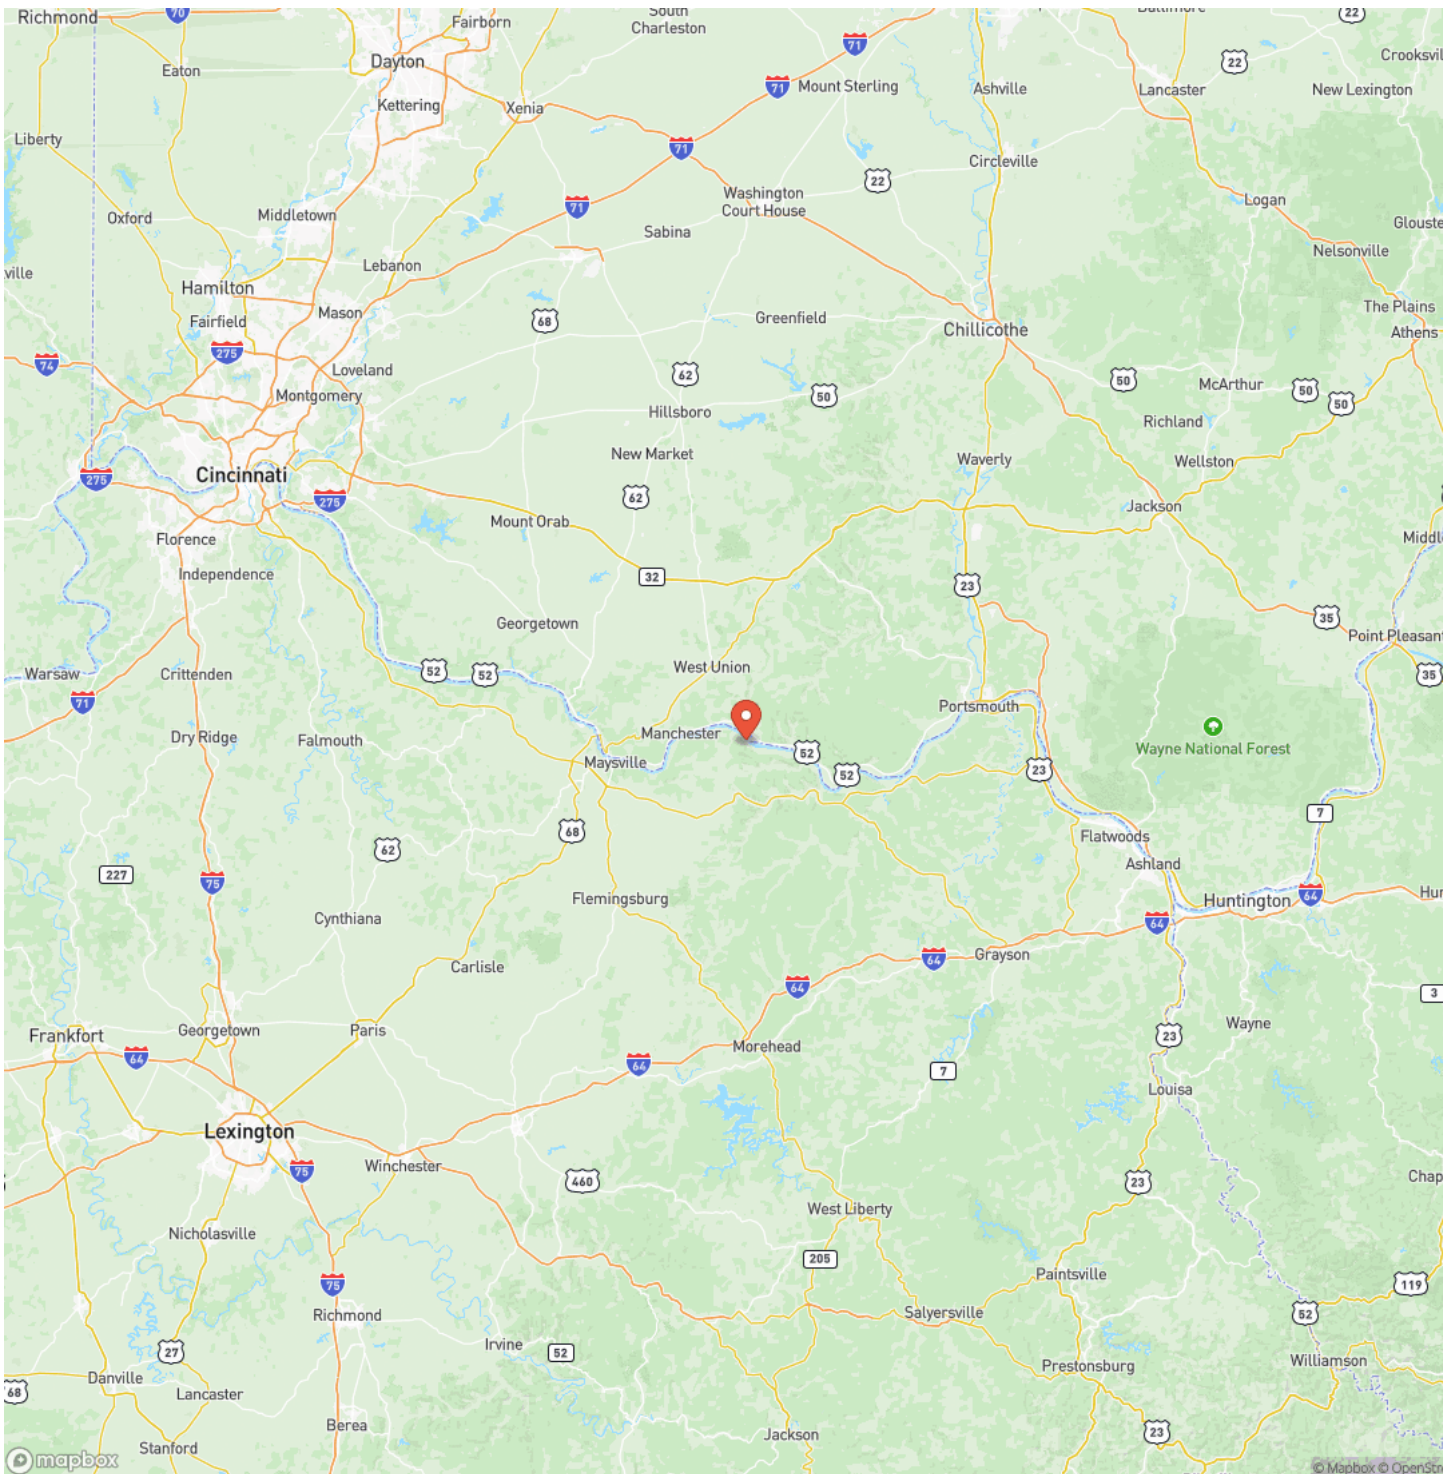 Richmond
70
Fairborn
South
Charleston
Baltimore
22
71
Dayton
Eaton
22
Crooksvil
71
Mount Sterling
Ashville
Lancaster
New Lexington
Kettering
Xenia
Liberty
71
Circleville
22
Washington
Court House
Logan
Oxford
Middletown
71
Glouste
Sabina
Nelsonville
Lebanon
ville
Hamilton
The Plains
Mason
Fairfield
68
Greenfield
Chillicothe
Athens
275
74
Loveland
62
50
McArthur
50
Montgomery
50
50
Hillsboro
Richland
New Market
Waverly
Wellston
Cincinnati
275
275
62
Jackson
Mount Orab
Florence
Middl
Independence
32
23
Georgetown
35
Point Pleasant
Warsaw
Crittenden
52
52
West Union
35
71
Portsmouth
Dry Ridge
Falmouth
Manchester
Wayne National Forest
52
Maysville
52
23
7
68
Flatwoods
62
Ashland
227
75
Flemingsburg
Huntington
64
Hur
Cynthiana
64
Grayson
64
Carlisle
64
3
Frankfort
Georgetown
Paris
Wayne
23
64
64
Morehead
7
Louisa
Lexington
Winchester
75
460
23
Chap
West Liberty
Nicholasville
205
Paintsville
75
119
Richmond
Salyersville
52
Irvine
27
52
Prestonsburg
Williamson
Danville
68
Lancaster
Berea
23
Jackson
Stanford
mapbox
© Mapbox © OpenStr